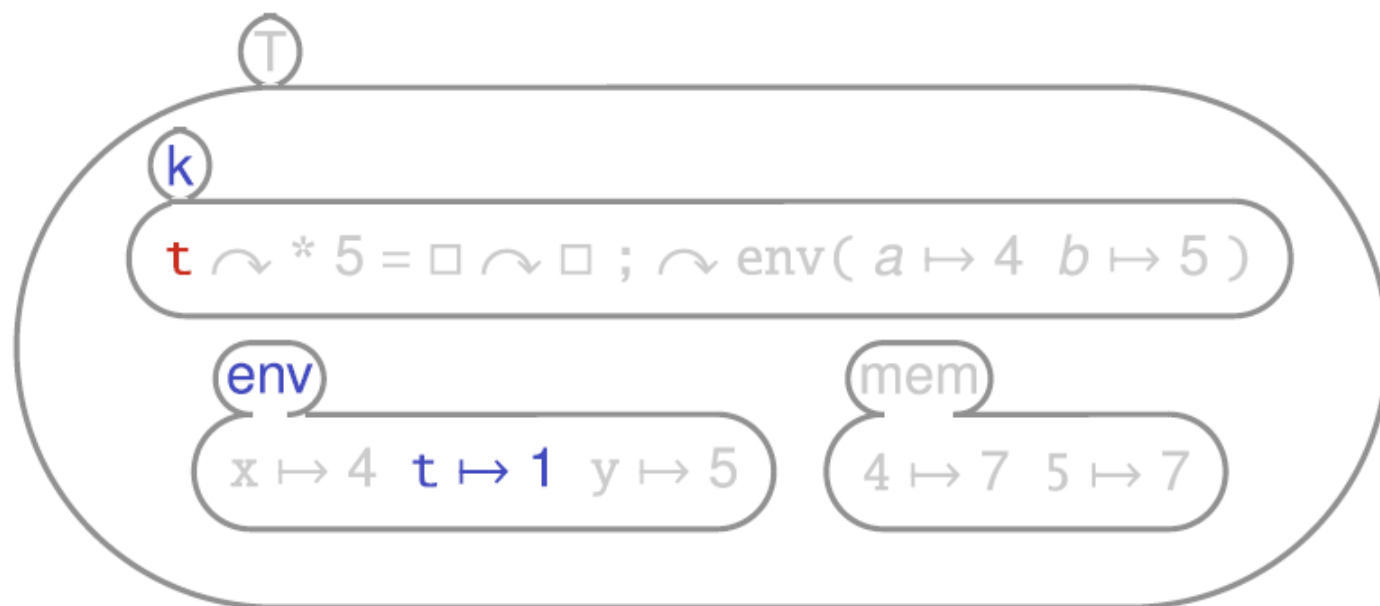 T
k
t ↷ * 5 = □ ↷ □ ; ↷ env( a ↦ 4 b ↦ 5 )
env mem
x ↦ 4 t ↦ 1 y ↦ 5 4 ↦ 7 5 ↦ 7